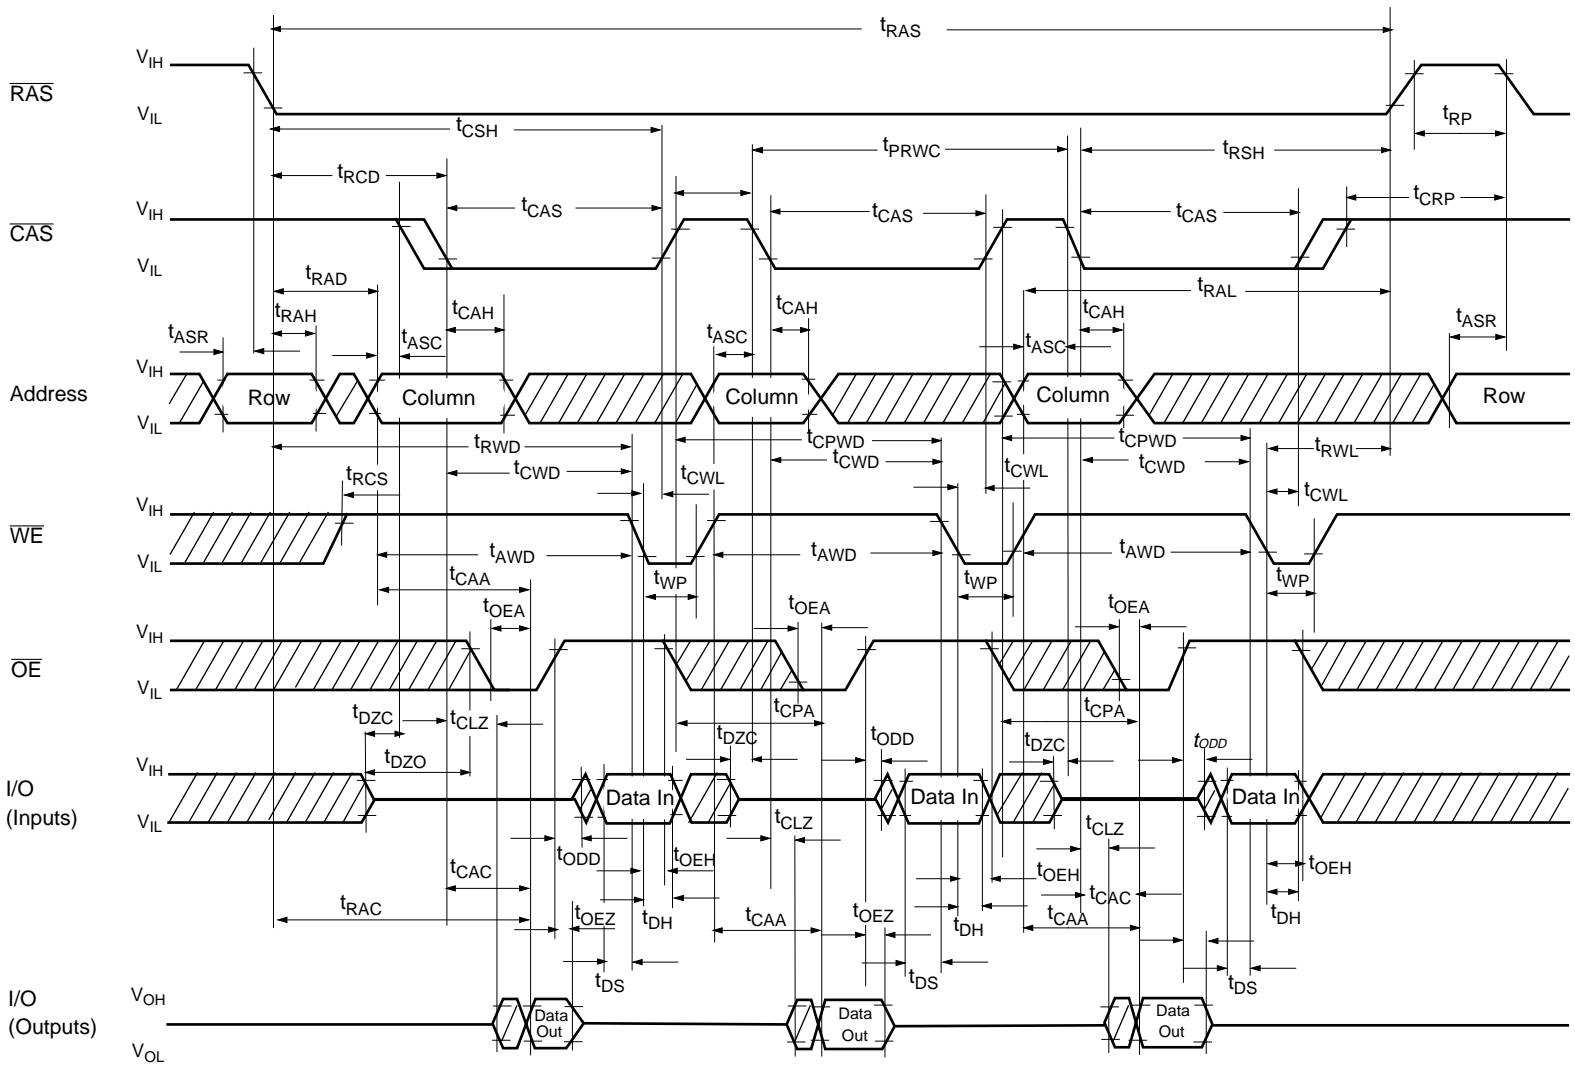 tRAS
VIH
RAS
VIL
tRP
tCSH
tPRWC
tRSH
tRCD
tCRP
VIH
tCAS
tCAS
tCAS
CAS
VIL
tRAD
tRAL
tRAH
tCAH
tCAH
tCAH
tASR
tASC
tASC
tASC
tASR
VIH
Address
Row
Column
Column
Column
Row
VIL
tRWD
tCPWD
tCPWD
tRWL
tRCS
tCWD
tCWL
tCWD
tCWL
tCWD
tCWL
VIH
WE
VIL
tAWD
tAWD
tAWD
tCAA
tWP
tWP
tWP
tOEA
tOEA
tOEA
VIH
OE
VIL
tDZC
tCLZ
tCPA
tCPA
tDZO
tDZC
tODD
tDZC
tODD
VIH
I/O
(Inputs)
Data In
Data In
Data In
VIL
tCLZ
tCLZ
tODD
tOEH
tOEH
tOEH
tCAC
tCAC
tRAC
tOEZ
tDH
tCAA
tOEZ
tDH
tCAA
tDH
tDS
tDS
tDS
VOH
I/O
(Outputs)
Data
Out
Data
Out
Data
Out
VOL